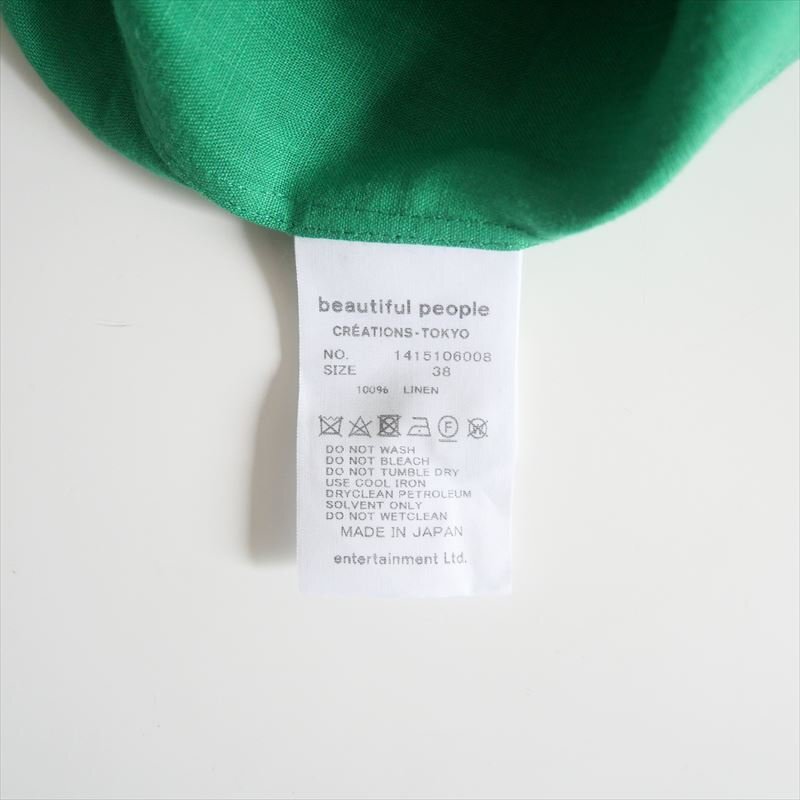 beautiful people
CRÉATIONS-TOKYO
NO. 1415106008
SIZE 38
100% LINEN
F
W
DO NOT WASH
DO NOT BLEACH
DO NOT TUMBLE DRY
USE COOL IRON
DRYCLEAN PETROLEUM
SOLVENT ONLY
DO NOT WETCLEAN
MADE IN JAPAN
entertainment Ltd.